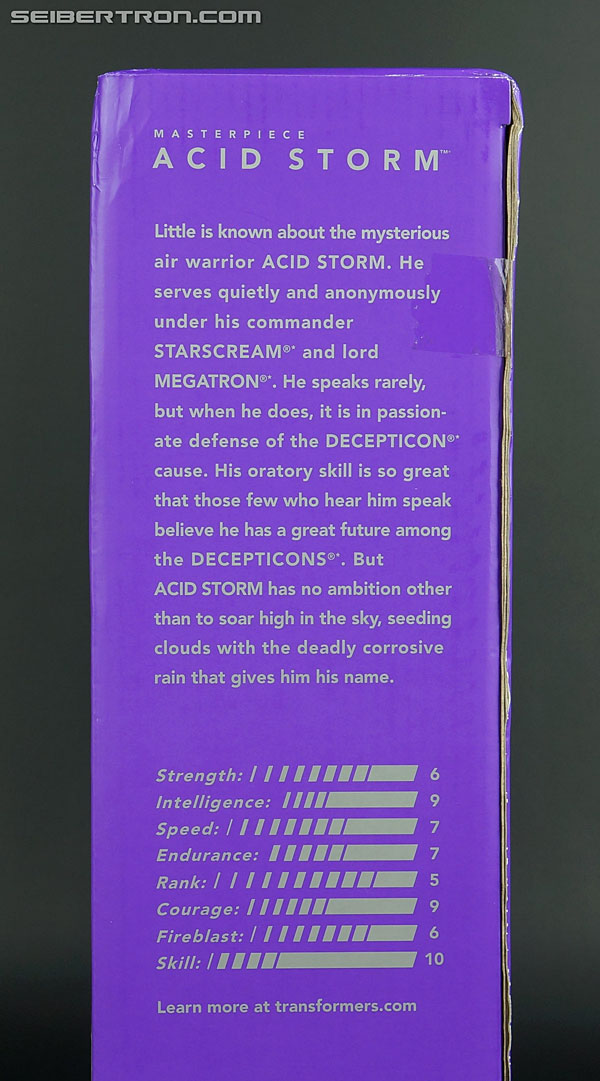 SEIBERTRON.COM
MASTERPIECE
ACID STORM™
Little is known about the mysterious
air warrior ACID STORM. He
serves quietly and anonymously
under his commander
STARSCREAM®* and lord
MEGATRON®*. He speaks rarely,
but when he does, it is in passion-
ate defense of the DECEPTICON®*
cause. His oratory skill is so great
that those few who hear him speak
believe he has a great future among
the DECEPTICONS®*. But
ACID STORM has no ambition other
than to soar high in the sky, seeding
clouds with the deadly corrosive
rain that gives him his name.
Strength: 6
Intelligence: 9
Speed: 7
Endurance: 7
Rank: 5
Courage: 9
Fireblast: 6
Skill: 10
Learn more at transformers.com